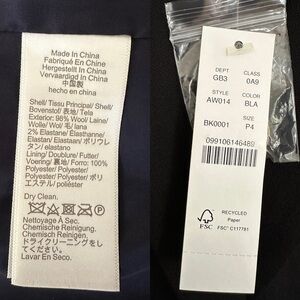 Made In China
Fabriqué En Chine
Hergestellt In China
Vervaardigd In China
中国製
hecho en china
Shell/Tissu Principal/Shell/
Bovenstof/ 表地/ Tela
Exterior: 98% Wool/ Laine/
Wolle/ Wol/ 毛/ lana
2% Elastane/ Elasthanne/
Elastan/ elastaan/ ポリウレ
タン/ elastano
Lining/ Doublure/ Futter/
Voering/ 裏地/ Forro: 100%
Polyester/ Polyester/
Polyester/ polyester/ ポリ
エステル/ poliéster
Dry Clean.
Nettoyage À Sec.
Chemische Reinigung.
Chemisch Reinigen.
ドライクリーニングをし
てください
Lavar En Seco.
DEPT CLASS
GB3 0A9
STYLE COLOR
AW014 BLA
SIZE
BK0001 P4
099106146489
FSC
RECYCLED
Paper
FSC® C117781